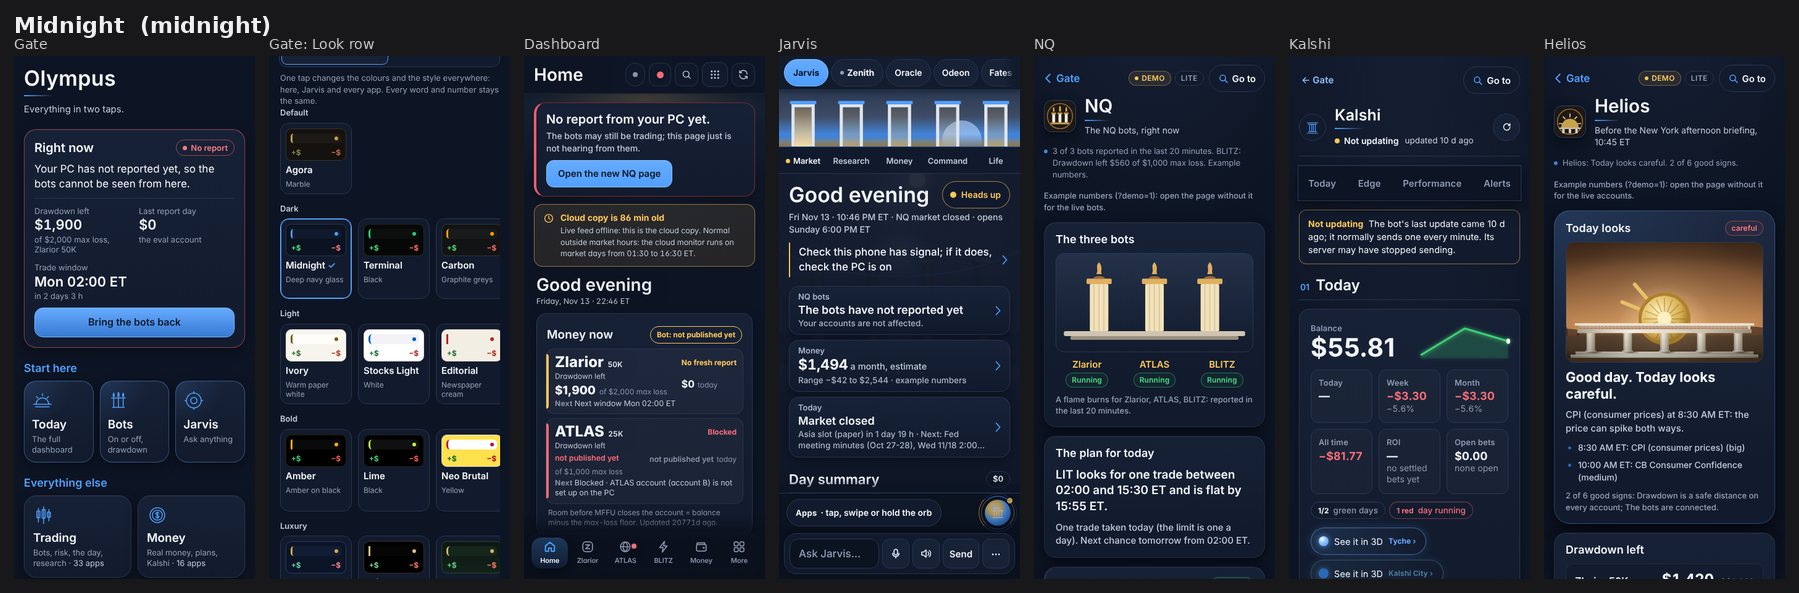 Midnight (midnight)
Gate
Olympus
Everything in two taps.
Right now
No report
Your PC has not reported yet, so the
bots cannot be seen from here.
Drawdown left
$1,900
of $2,000 max loss,
Zlarior 50K
Last report day
$0
the eval account
Trade window
Mon 02:00 ET
in 2 days 3 h
Bring the bots back
Start here
Today
The full
dashboard
Bots
On or off,
drawdown
Jarvis
Ask anything
Everything else
Trading
Bots, risk, the day,
research · 33 apps
Money
Real money, plans,
Kalshi · 16 apps
Gate: Look row
One tap changes the colours and the style everywhere:
here, Jarvis and every app. Every word and number stays
the same.
Default
+$ −$
Agora
Marble
Dark
+$ −$
+$ −$
+$ −$
Midnight ✓
Deep navy glass
Terminal
Black
Carbon
Graphite greys
Light
+$ −$
+$ −$
+$ −$
Ivory
Warm paper
white
Stocks Light
White
Editorial
Newspaper
cream
Bold
+$ −$
+$ −$
+$ −$
Amber
Amber on black
Lime
Black
Neo Brutal
Yellow
Luxury
+$ −$
+$ −$
+$ −$
Dashboard
Home
No report from your PC yet.
The bots may still be trading; this page just is
not hearing from them.
Open the new NQ page
Cloud copy is 86 min old
Live feed offline: this is the cloud copy. Normal
outside market hours: the cloud monitor runs on
market days from 01:30 to 16:30 ET.
Good evening
Friday, Nov 13 · 22:46 ET
Money now
Bot: not published yet
Zlarior 50K
No fresh report
Drawdown left
$1,900 of $2,000 max loss
$0 today
Next Next window Mon 02:00 ET
ATLAS 25K
Blocked
Drawdown left
not published yet
not published yet today
of $1,000 max loss
Next Blocked · ATLAS account (account B) is not
set up on the PC
Room before MFFU closes the account = balance
minus the max-loss floor. Updated 20771d ago.
Home
Zlarior
ATLAS
BLITZ
Money
More
Jarvis
Jarvis
Zenith
Oracle
Odeon
Fates
Market
Research
Money
Command
Life
Good evening
Heads up
Fri Nov 13 · 10:46 PM ET · NQ market closed · opens
Sunday 6:00 PM ET
Check this phone has signal; if it does,
check the PC is on
NQ bots
The bots have not reported yet
Your accounts are not affected.
Money
$1,494 a month, estimate
Range −$42 to $2,544 · example numbers
Today
Market closed
Asia slot (paper) in 1 day 19 h · Next: Fed
meeting minutes (Oct 27-28), Wed 11/18 2:00...
Day summary
$0
Apps · tap, swipe or hold the orb
Ask Jarvis...
Send
NQ
Gate
DEMO
LITE
Go to
NQ
The NQ bots, right now
3 of 3 bots reported in the last 20 minutes. BLITZ:
Drawdown left $560 of $1,000 max loss. Example
numbers.
Example numbers (?demo=1): open the page without it
for the live bots.
The three bots
Zlarior
ATLAS
BLITZ
Running
Running
Running
A flame burns for Zlarior, ATLAS, BLITZ: reported in
the last 20 minutes.
The plan for today
LIT looks for one trade between
02:00 and 15:30 ET and is flat by
15:55 ET.
One trade taken today (the limit is one a
day). Next chance tomorrow from 02:00 ET.
Kalshi
← Gate
Go to
Kalshi
Not updating updated 10 d ago
Today
Edge
Performance
Alerts
Not updating The bot's last update came 10 d
ago; it normally sends one every minute. Its
server may have stopped sending.
01 Today
Balance
$55.81
Today
—
Week
−$3.30
−5.6%
Month
−$3.30
−5.6%
All time
−$81.77
ROI
—
no settled
bets yet
Open bets
$0.00
none open
1/2 green days
1 red day running
See it in 3D Tyche ›
See it in 3D Kalshi City ›
Helios
Gate
DEMO
LITE
Go to
Helios
Before the New York afternoon briefing,
10:45 ET
Helios: Today looks careful. 2 of 6 good signs.
Example numbers (?demo=1): open the page without it
for the live accounts.
Today looks
careful
Good day. Today looks
careful.
CPI (consumer prices) at 8:30 AM ET: the
price can spike both ways.
8:30 AM ET: CPI (consumer prices) (big)
10:00 AM ET: CB Consumer Confidence
(medium)
2 of 6 good signs: Drawdown is a safe distance on
every account; The bots are connected.
Drawdown left